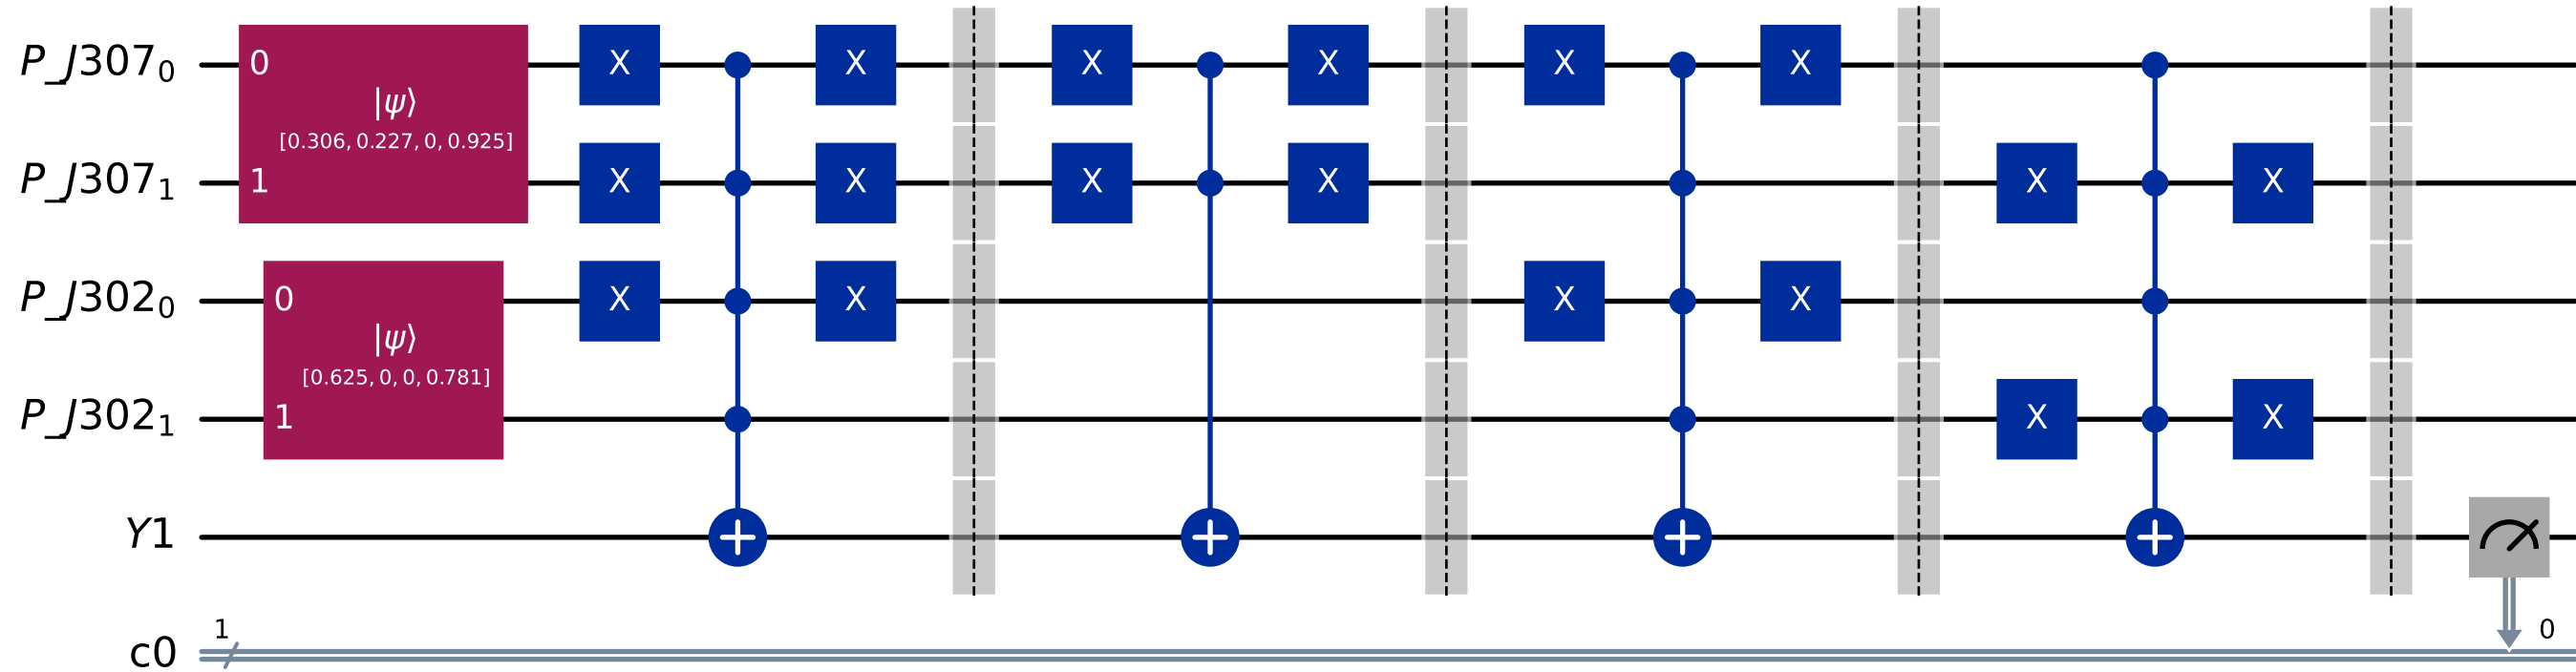 P_J307₀ 0 |ψ⟩ [0.306, 0.227, 0, 0.925] X X X X X X
P_J307₁ 1 X X X X X X
P_J302₀ 0 |ψ⟩ [0.625, 0, 0, 0.781] X X X X
P_J302₁ 1 X X
Y1
c0 1 0